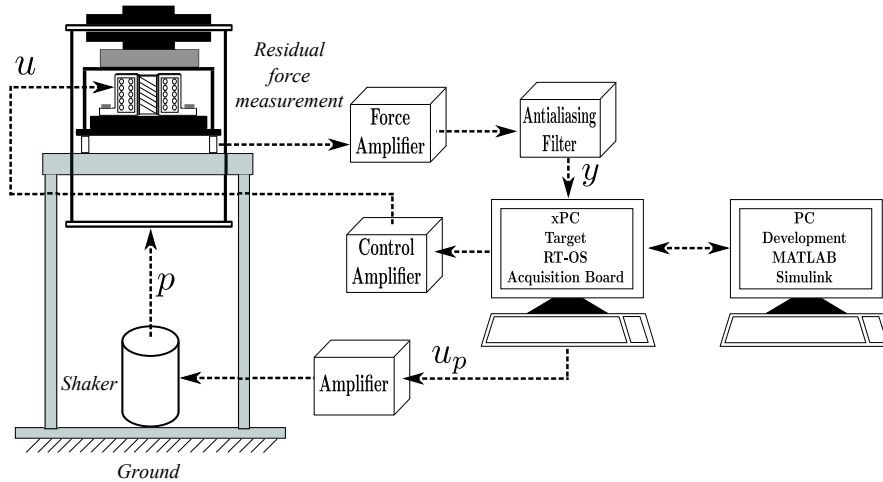 u
Residual
force
measurement
Force
Amplifier
Antialiasing
Filter
y
xPC
Target
RT-OS
Acquisition Board
PC
Development
MATLAB
Simulink
Control
Amplifier
p
Shaker
Amplifier
u_p
Ground